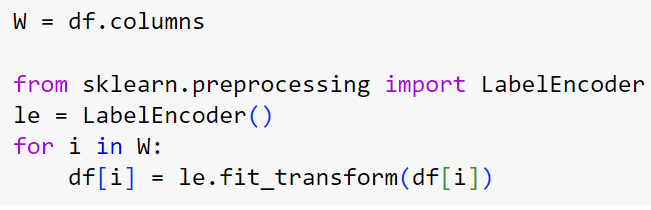 W = df.columns
from sklearn.preprocessing import LabelEncoder
le = LabelEncoder()
for i in W:
    df[i] = le.fit_transform(df[i])